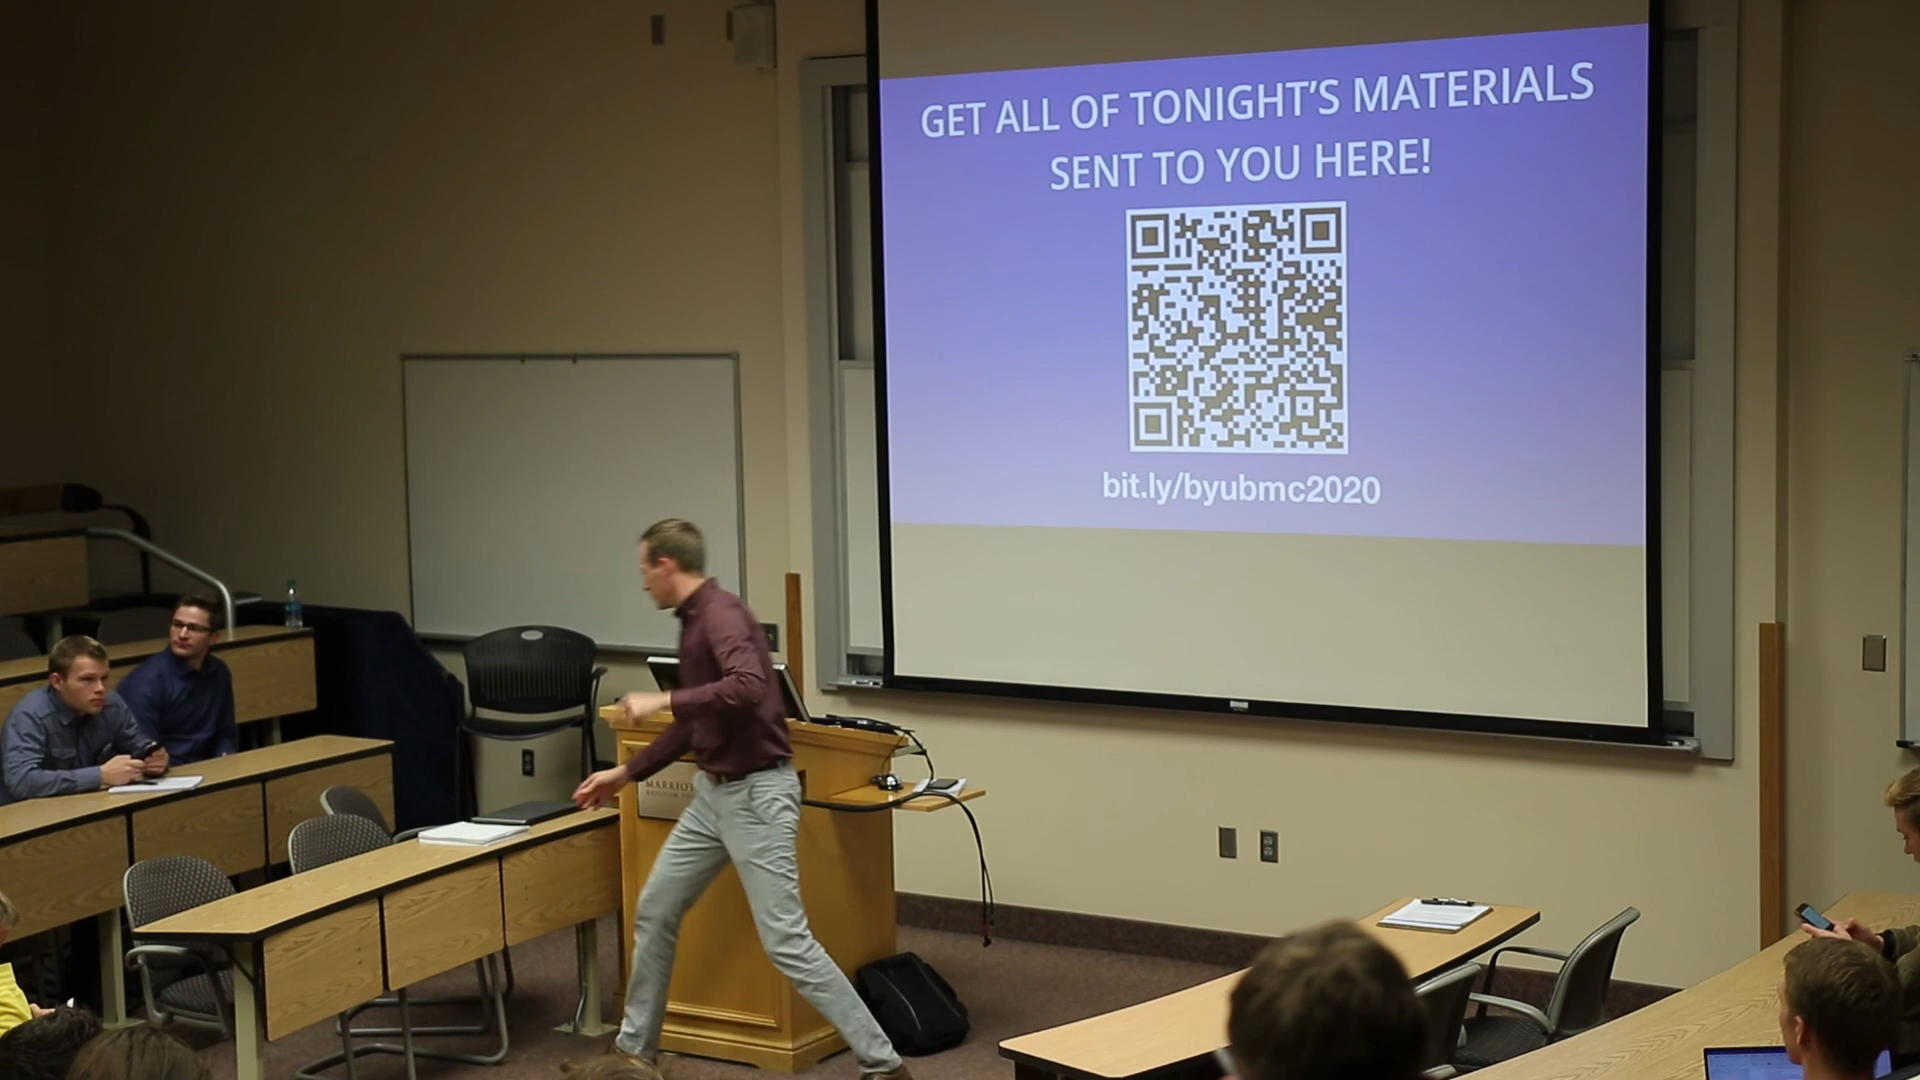 GET ALL OF TONIGHT'S MATERIALS
SENT TO YOU HERE!
bit.ly/byubmc2020